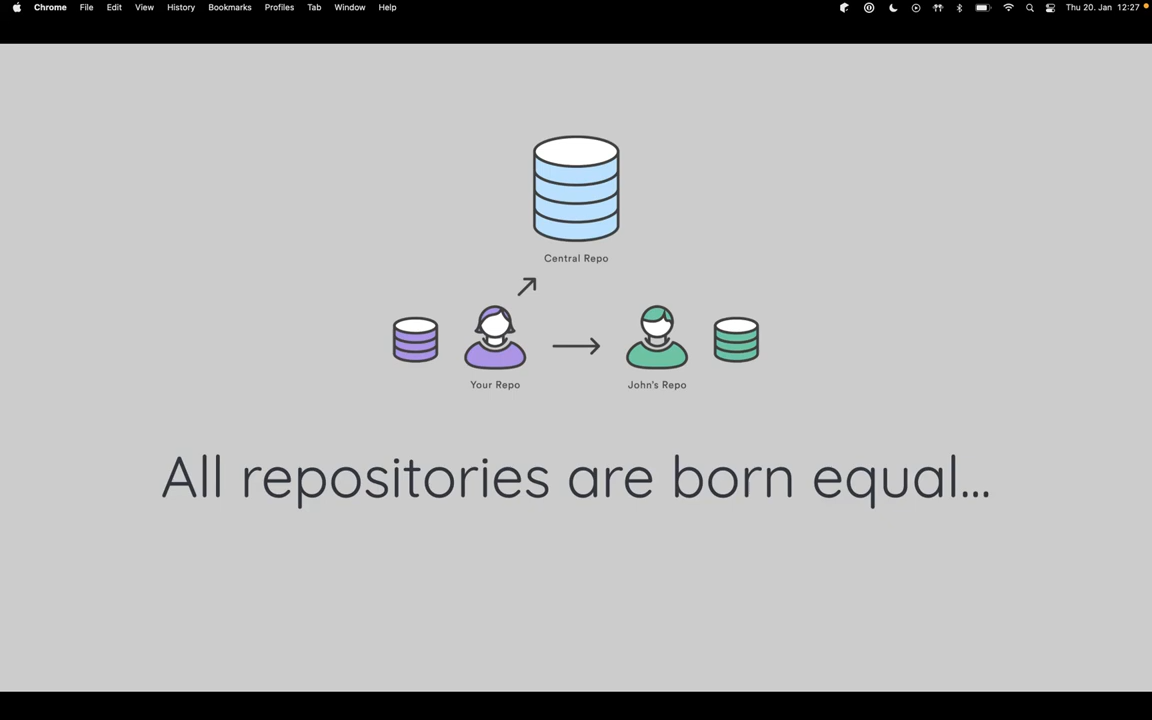 Chrome File Edit View History Bookmarks Profiles Tab Window Help Thu 20. Jan 12:27
Central Repo
Your Repo John's Repo
All repositories are born equal...